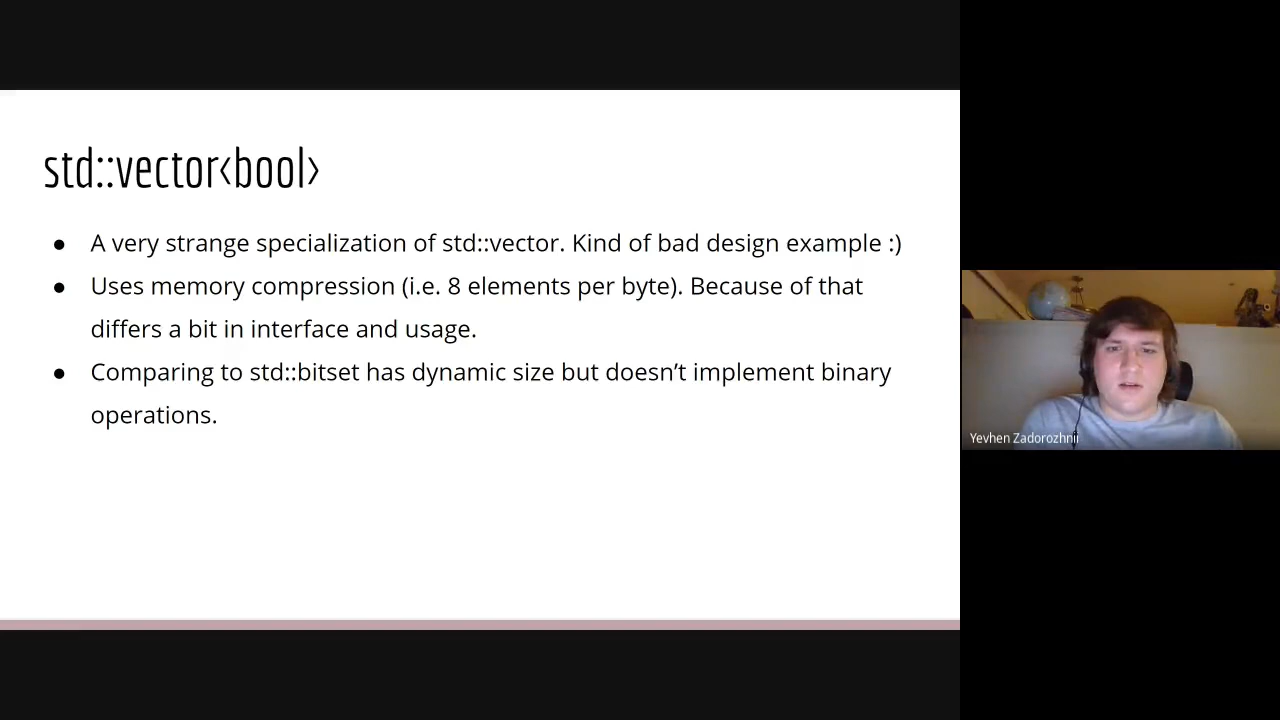 std::vector<bool>
● A very strange specialization of std::vector. Kind of bad design example :)
● Uses memory compression (i.e. 8 elements per byte). Because of that
differs a bit in interface and usage.
● Comparing to std::bitset has dynamic size but doesn't implement binary
operations.
Yevhen Zadorozhnii